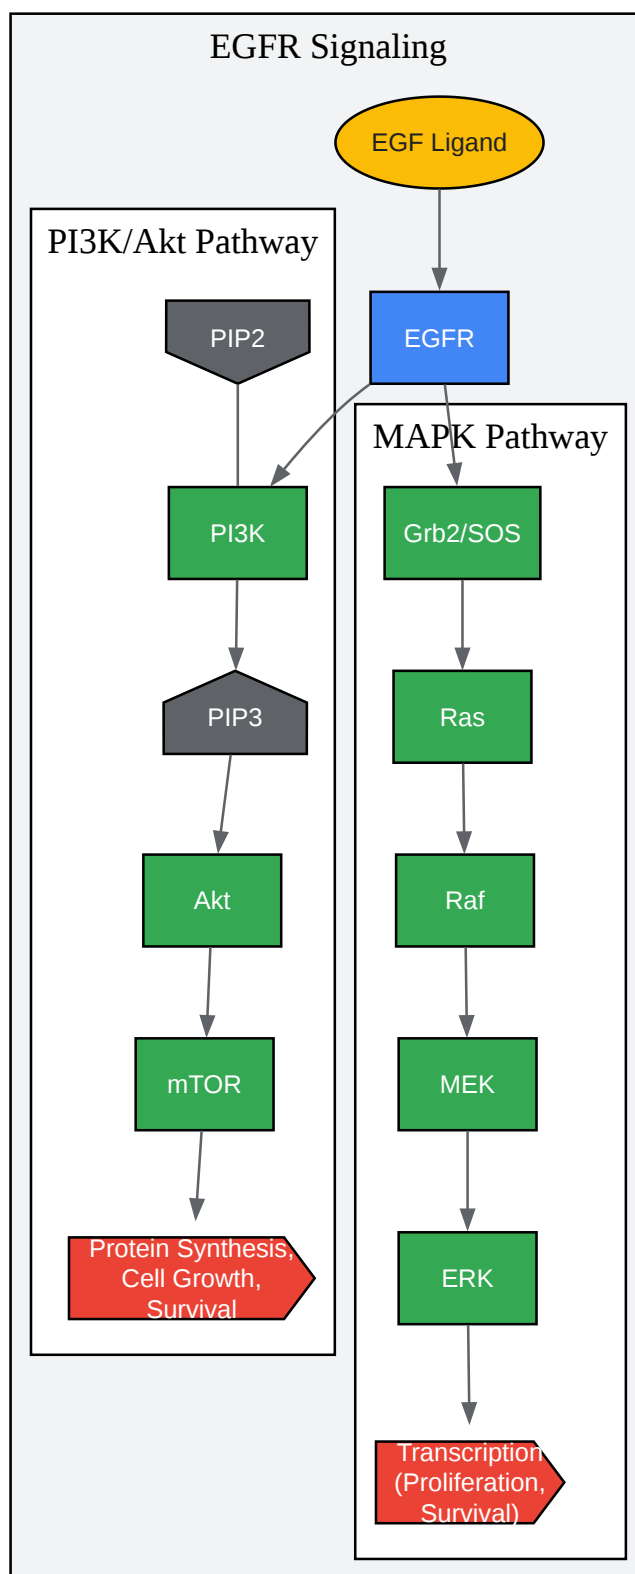 EGFR Signaling
EGF Ligand
PI3K/Akt Pathway
PIP2
EGFR
MAPK Pathway
PI3K
Grb2/SOS
PIP3
Ras
Akt
Raf
mTOR
MEK
Protein Synthesis,
Cell Growth,
Survival
ERK
Transcription
(Proliferation,
Survival)